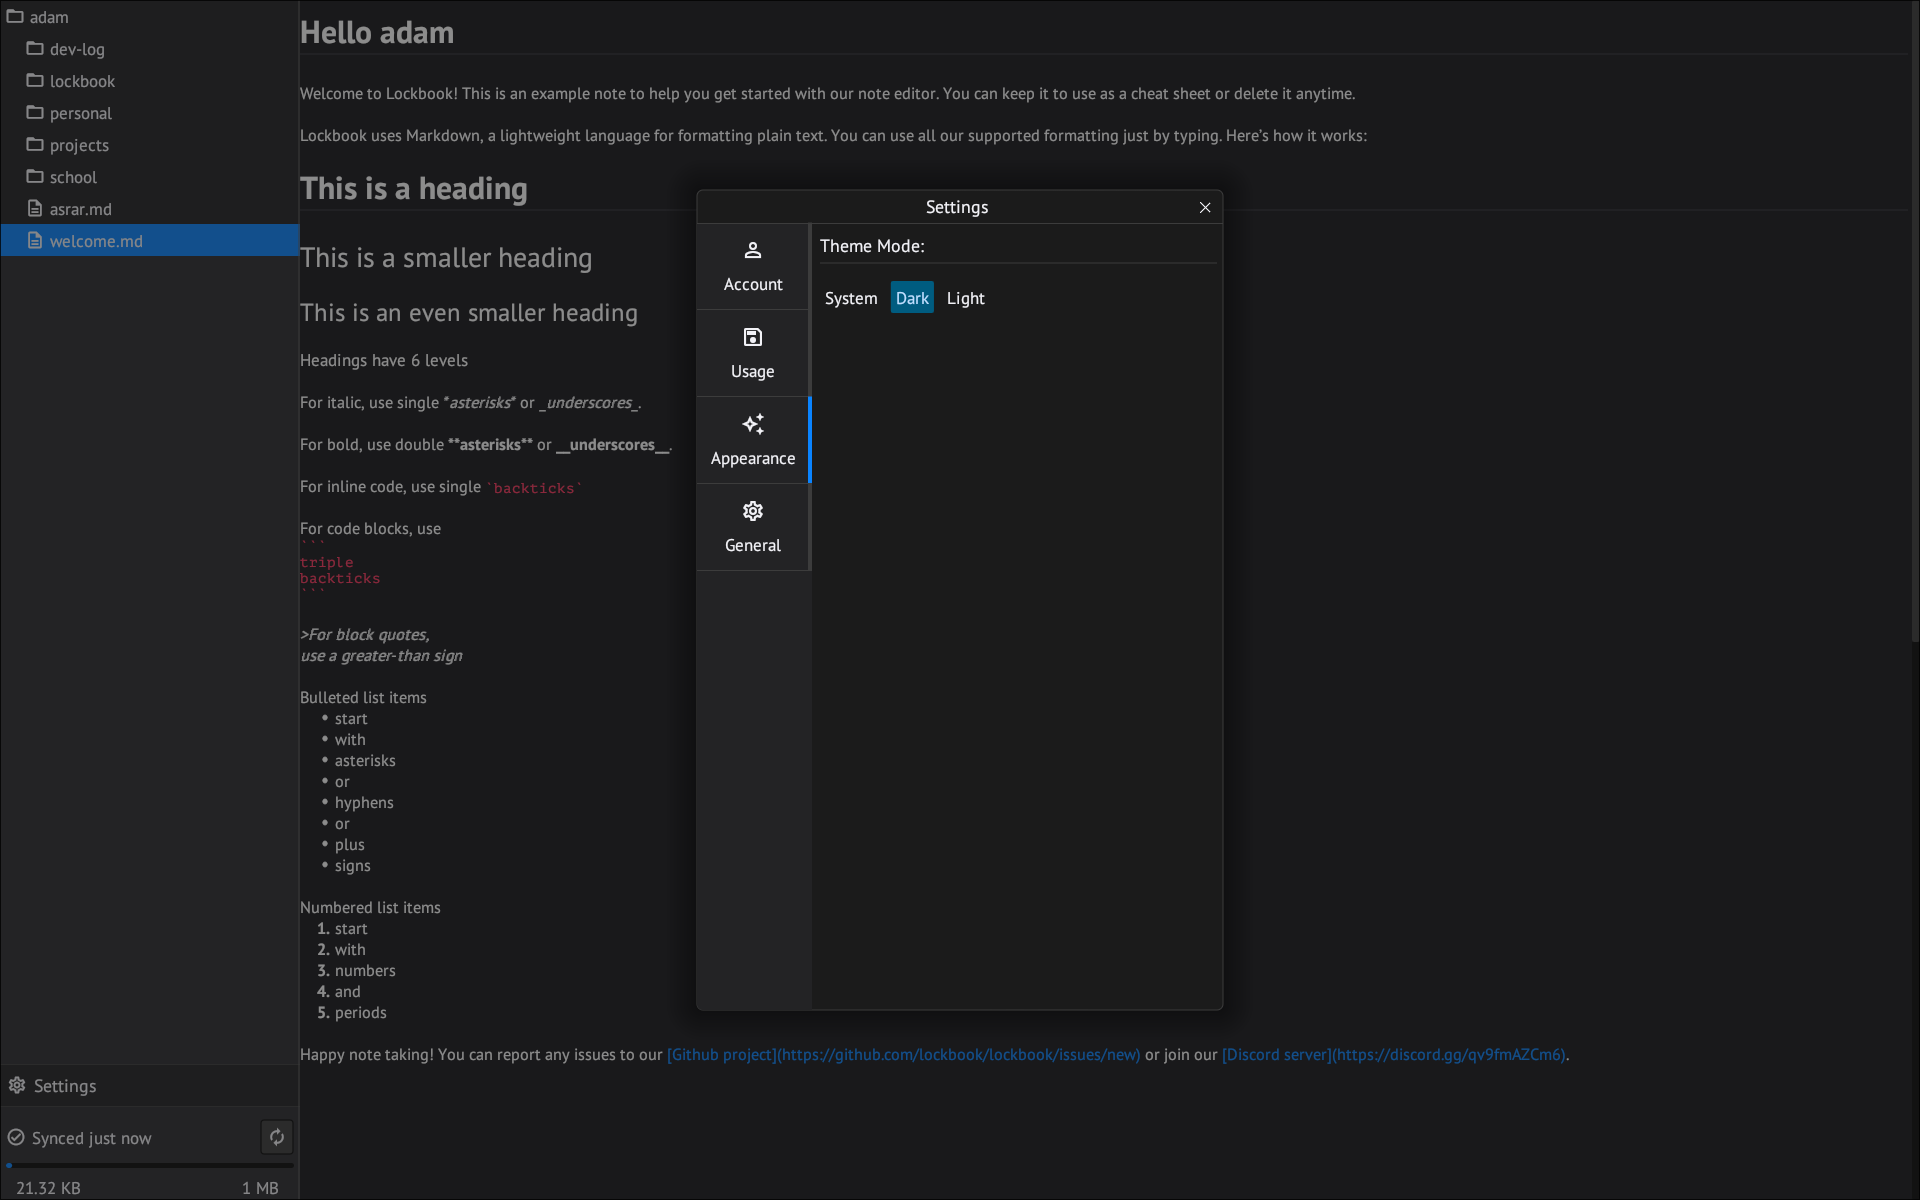 adam
dev-log
lockbook
personal
projects
school
asrar.md
welcome.md
Settings
Synced just now
21.32 KB 1 MB
Hello adam
Welcome to Lockbook! This is an example note to help you get started with our note editor. You can keep it to use as a cheat sheet or delete it anytime.
Lockbook uses Markdown, a lightweight language for formatting plain text. You can use all our supported formatting just by typing. Here's how it works:
This is a heading
This is a smaller heading
This is an even smaller heading
Headings have 6 levels
For italic, use single *asterisks* or _underscores_.
For bold, use double **asterisks** or __underscores__.
For inline code, use single `backticks`
For code blocks, use
```
triple
backticks
```
>For block quotes,
use a greater-than sign
Bulleted list items
• start
• with
• asterisks
• or
• hyphens
• or
• plus
• signs
Numbered list items
1. start
2. with
3. numbers
4. and
5. periods
Happy note taking! You can report any issues to our [Github project](https://github.com/lockbook/lockbook/issues/new) or join our [Discord server](https://discord.gg/qv9fmAZCm6).
Settings
Account
Usage
Appearance
General
Theme Mode:
System Dark Light